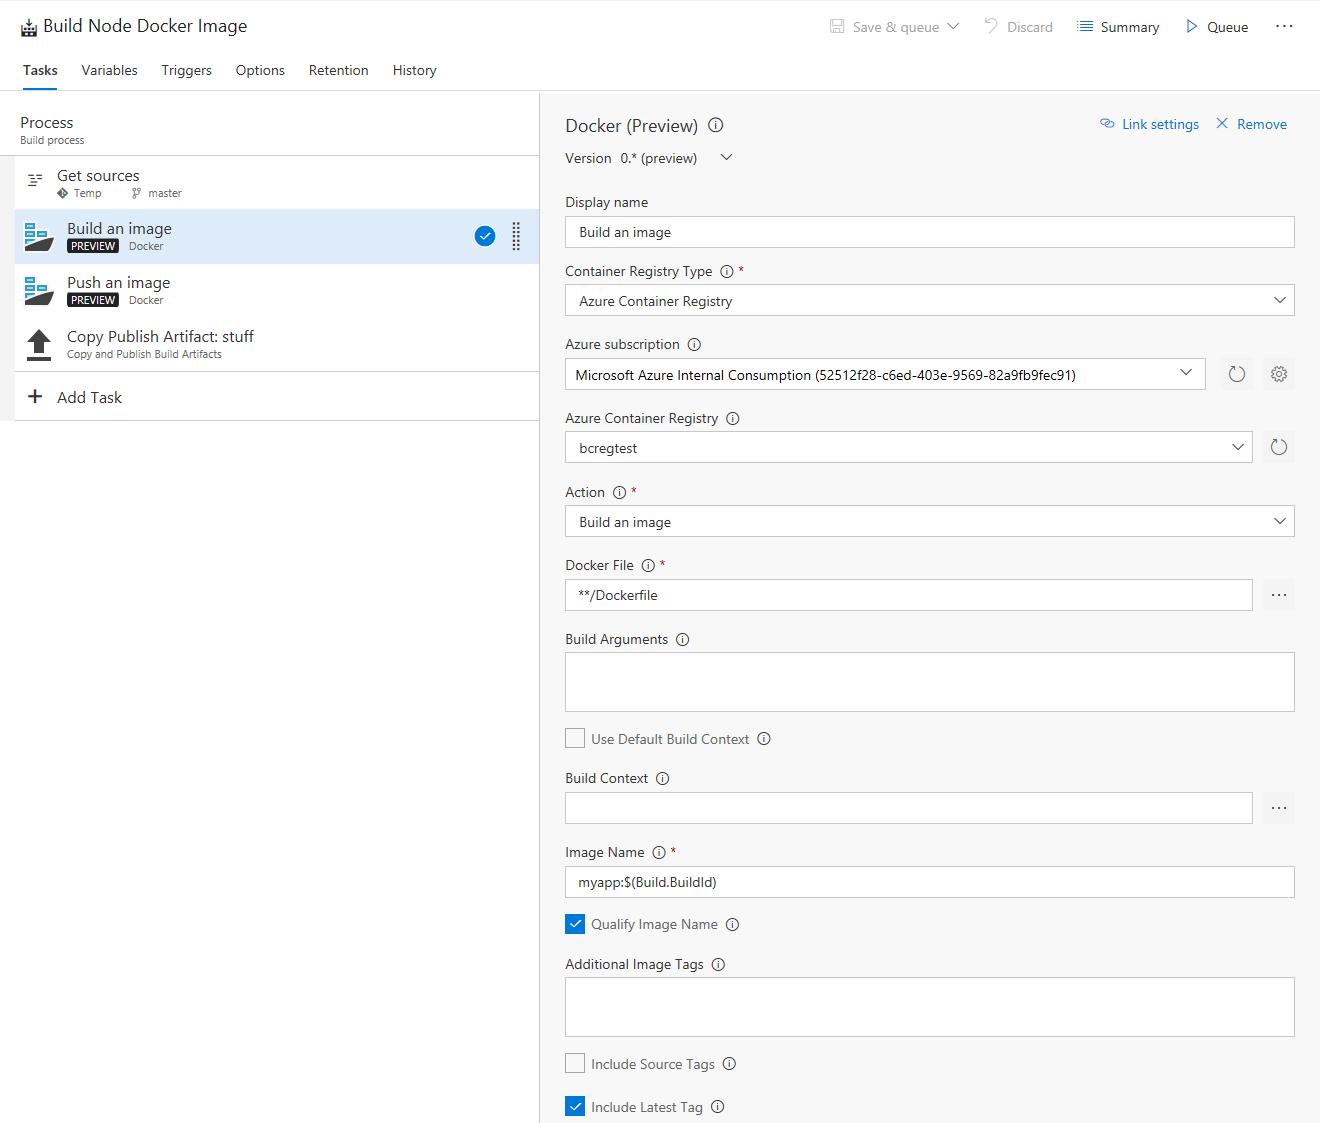 Build Node Docker Image
Save & queue
Discard
Summary
Queue
Tasks
Variables
Triggers
Options
Retention
History
Process
Build process
Get sources
Temp
master
Build an image
PREVIEW Docker
Push an image
PREVIEW Docker
Copy Publish Artifact: stuff
Copy and Publish Build Artifacts
Add Task
Docker (Preview)
Link settings
Remove
Version 0.* (preview)
Display name
Build an image
Container Registry Type *
Azure Container Registry
Azure subscription
Microsoft Azure Internal Consumption (52512f28-c6ed-403e-9569-82a9fb9fec91)
Azure Container Registry
bcregtest
Action *
Build an image
Docker File *
**/Dockerfile
Build Arguments
Use Default Build Context
Build Context
Image Name *
myapp:$(Build.BuildId)
Qualify Image Name
Additional Image Tags
Include Source Tags
Include Latest Tag